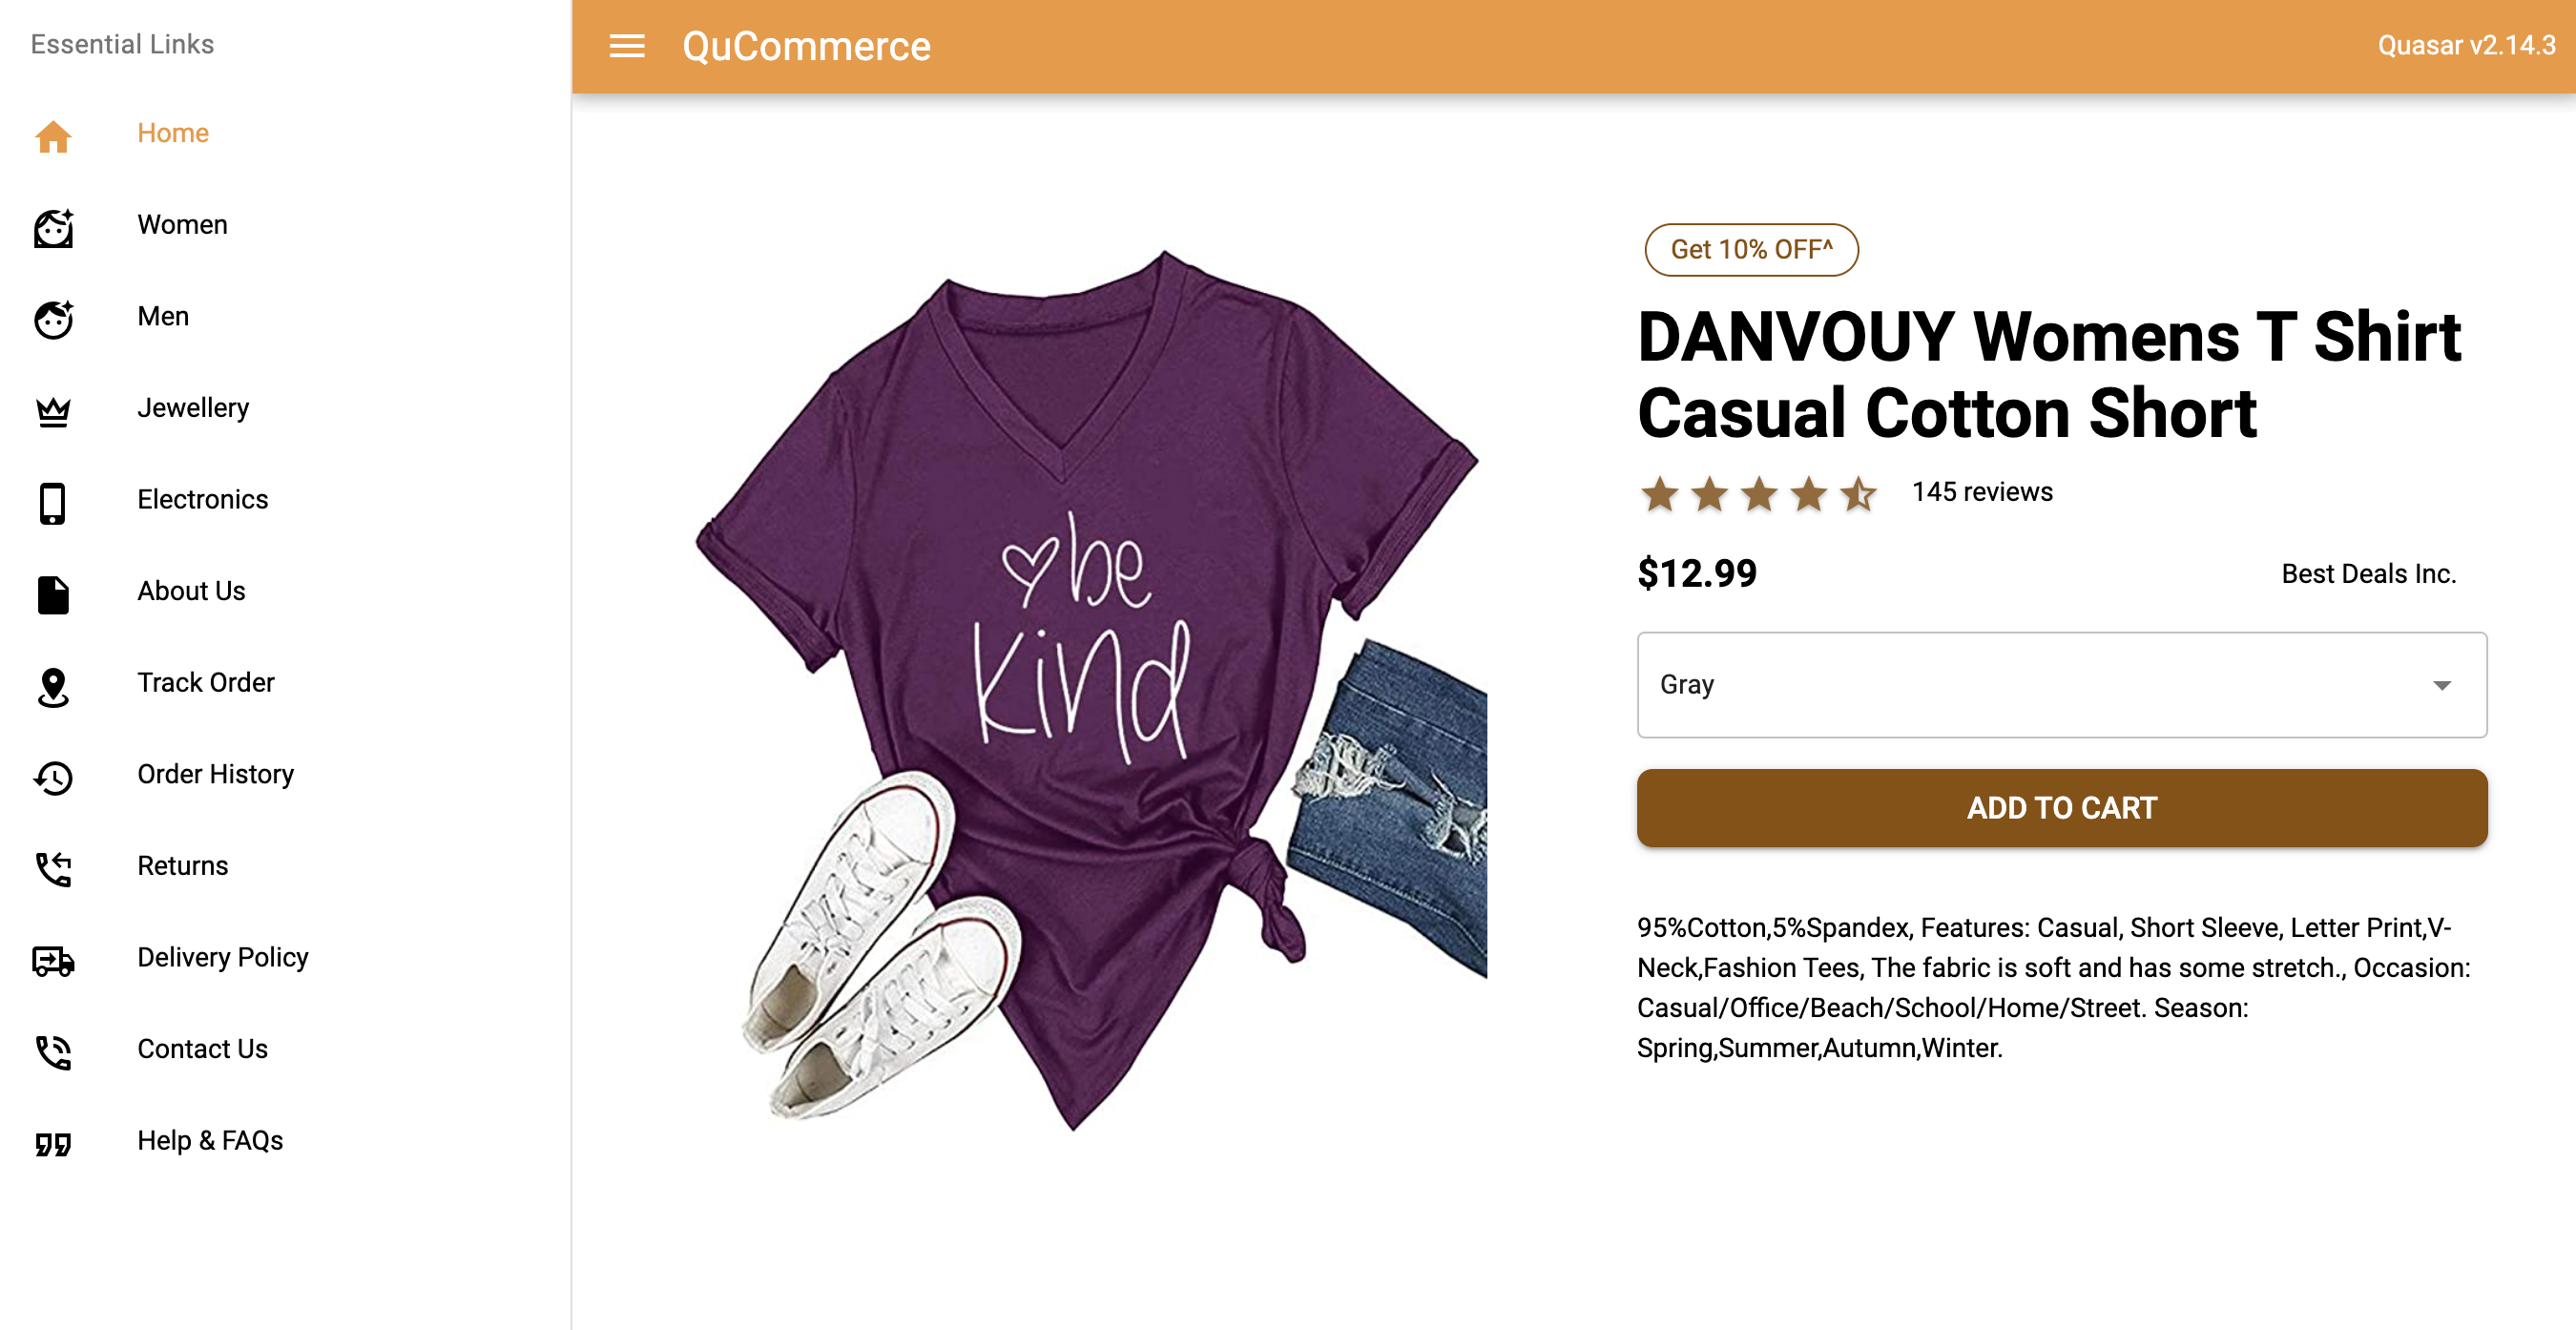 Essential Links
Home
Women
Men
Jewellery
Electronics
About Us
Track Order
Order History
Returns
Delivery Policy
Contact Us
Help & FAQs
QuCommerce
Quasar v2.14.3
be
kind
Get 10% OFF^
DANVOUY Womens T Shirt
Casual Cotton Short
145 reviews
$12.99
Best Deals Inc.
Gray
ADD TO CART
95%Cotton,5%Spandex, Features: Casual, Short Sleeve, Letter Print,V-
Neck,Fashion Tees, The fabric is soft and has some stretch., Occasion:
Casual/Office/Beach/School/Home/Street. Season:
Spring,Summer,Autumn,Winter.